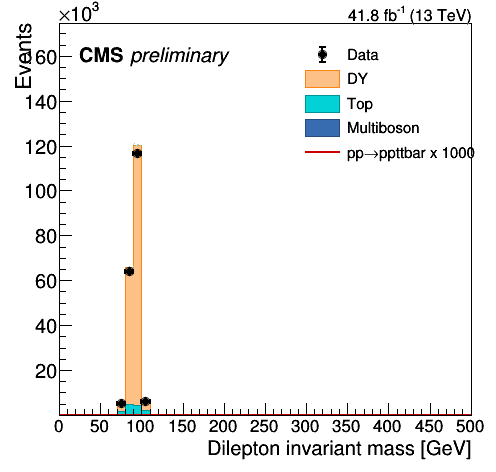 ×10³
41.8 fb⁻¹ (13 TeV)
Events
CMS preliminary
Data
DY
Top
Multiboson
pp→ppttbar x 1000
160
140
120
100
80
60
40
20
0 50 100 150 200 250 300 350 400 450 500
Dilepton invariant mass [GeV]